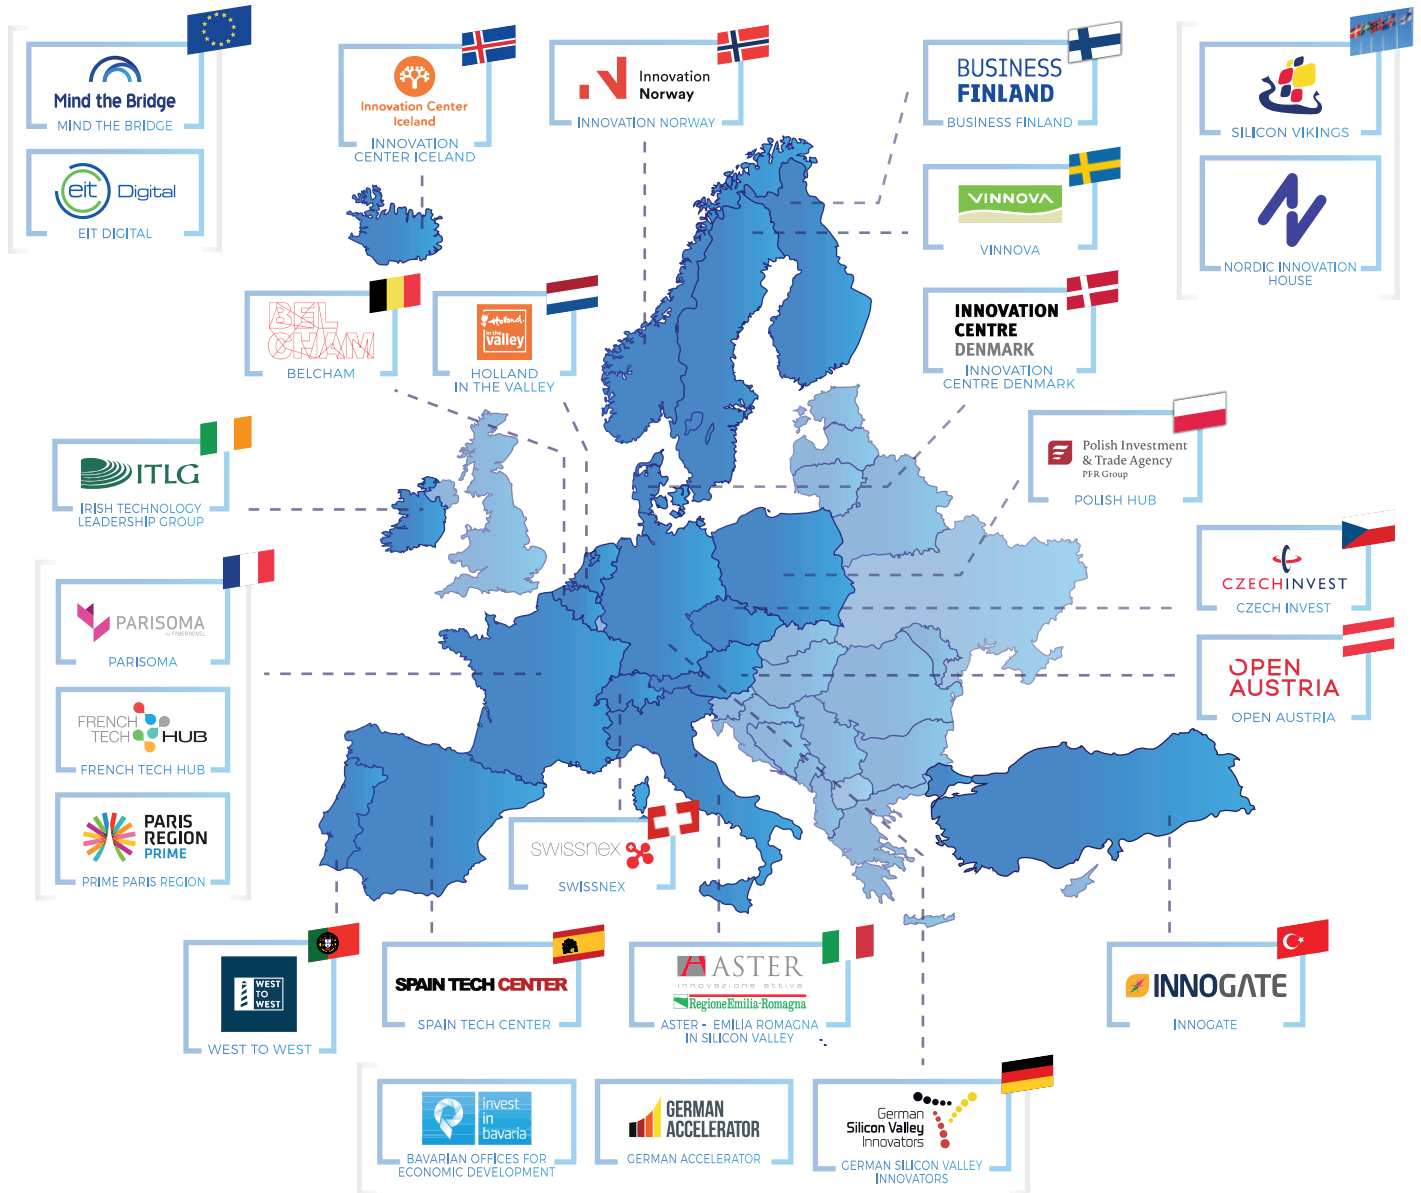 Mind the Bridge
MIND THE BRIDGE
eit Digital
EIT DIGITAL
Innovation Center
Iceland
INNOVATION
CENTER ICELAND
Innovation
Norway
INNOVATION NORWAY
BUSINESS
FINLAND
BUSINESS FINLAND
VINNOVA
VINNOVA
SILICON VIKINGS
NORDIC INNOVATION
HOUSE
BEL
CHAM
BELCHAM
Holland
in the
valley
HOLLAND
IN THE VALLEY
INNOVATION
CENTRE
DENMARK
INNOVATION
CENTRE DENMARK
ITLG
IRISH TECHNOLOGY
LEADERSHIP GROUP
Polish Investment
& Trade Agency
PFR Group
POLISH HUB
CZECHINVEST
CZECH INVEST
OPEN
AUSTRIA
OPEN AUSTRIA
PARISOMA
by FABERNOVEL
PARISOMA
FRENCH
TECH HUB
FRENCH TECH HUB
PARIS
REGION
PRIME
PRIME PARIS REGION
swissnex
SWISSNEX
WEST
TO
WEST
WEST TO WEST
SPAIN TECH CENTER
SPAIN TECH CENTER
ASTER
innovazione attiva
RegioneEmilia-Romagna
ASTER - EMILIA ROMAGNA
IN SILICON VALLEY
INNOGATE
INNOGATE
invest
in
bavaria
BAVARIAN OFFICES FOR
ECONOMIC DEVELOPMENT
GERMAN
ACCELERATOR
GERMAN ACCELERATOR
German
Silicon Valley
Innovators
GERMAN SILICON VALLEY
INNOVATORS